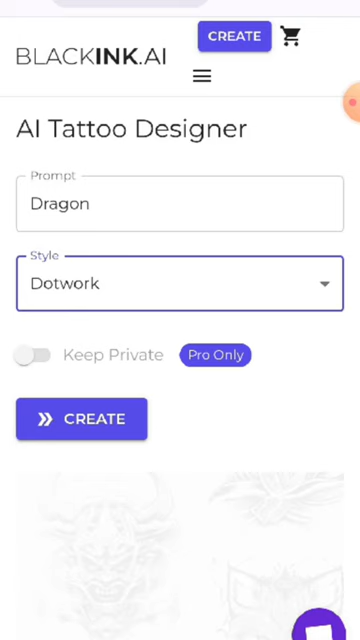 CREATE
BLACKINK.AI
AI Tattoo Designer
Prompt
Dragon
Style
Dotwork
Keep Private
Pro Only
CREATE